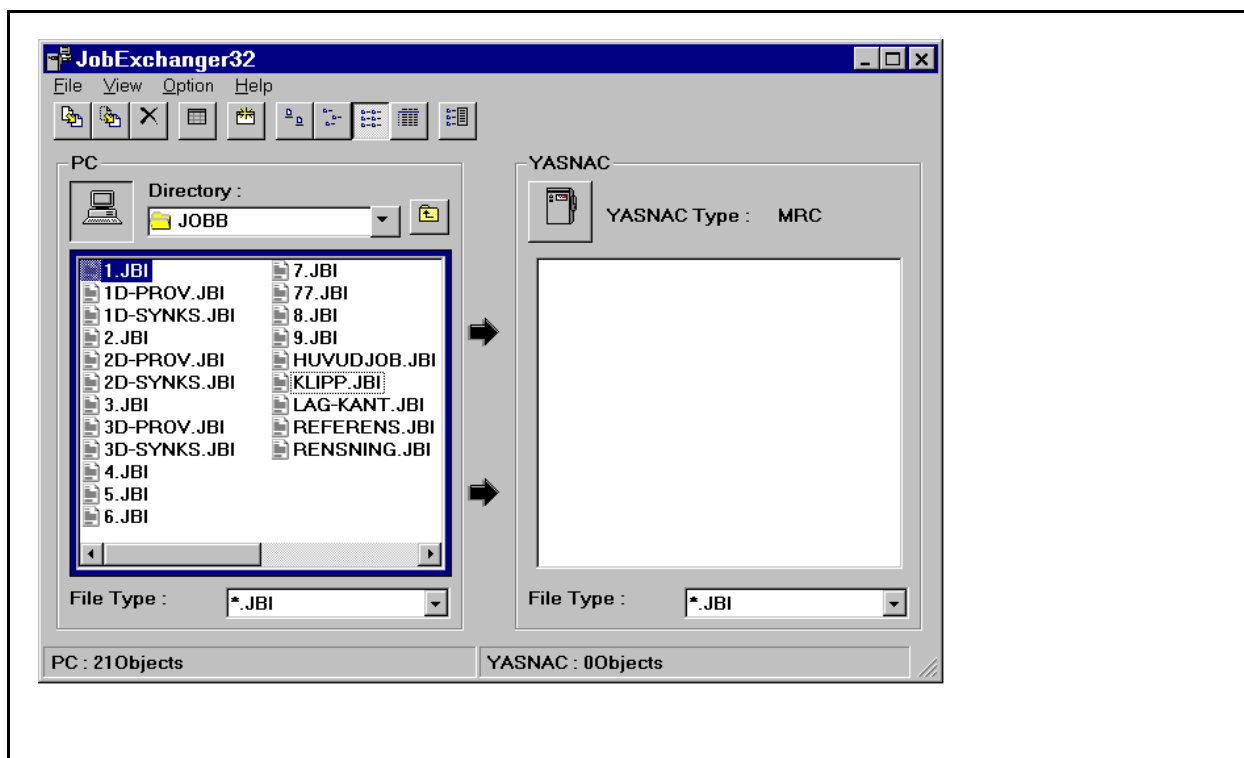 JobExchanger32
File View Option Help
PC
Directory :
JOBB
1.JBI
1D-PROV.JBI
1D-SYNKS.JBI
2.JBI
2D-PROV.JBI
2D-SYNKS.JBI
3.JBI
3D-PROV.JBI
3D-SYNKS.JBI
4.JBI
5.JBI
6.JBI
7.JBI
77.JBI
8.JBI
9.JBI
HUVUDJOB.JBI
KLIPP.JBI
LAG-KANT.JBI
REFERENS.JBI
RENSNING.JBI
File Type : *.JBI
YASNAC
YASNAC Type : MRC
File Type : *.JBI
PC : 21Objects
YASNAC : 0Objects